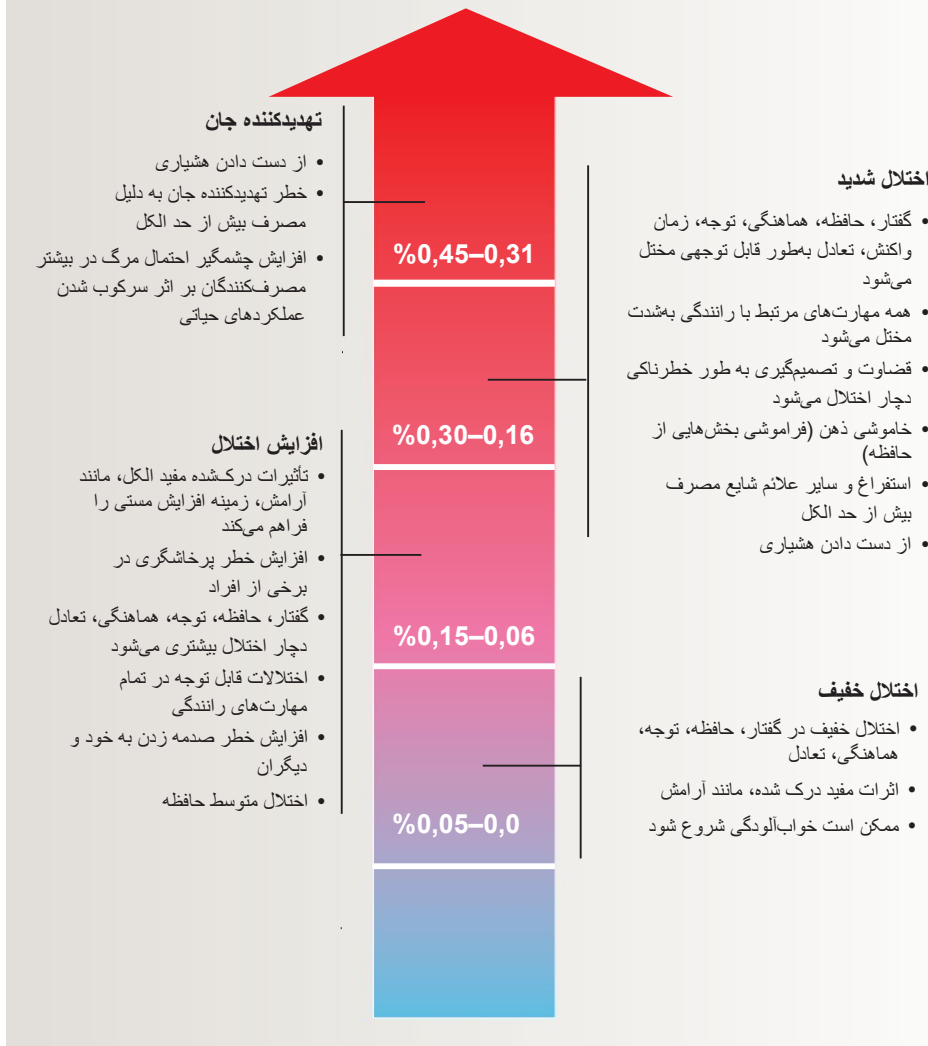 تهدیدکننده جان
• از دست دادن هشیاری
• خطر تهدیدکننده جان به دلیل
مصرف بیش از حد الکل
• افزایش چشمگیر احتمال مرگ در بیشتر
مصرف‌کنندگان بر اثر سرکوب شدن
عملکردهای حیاتی
%0,45–0,31
اختلال شدید
• گفتار، حافظه، هماهنگی، توجه، زمان
واکنش، تعادل به‌طور قابل توجهی مختل
می‌شود
• همه مهارت‌های مرتبط با رانندگی به‌شدت
مختل می‌شود
• قضاوت و تصمیم‌گیری به طور خطرناکی
دچار اختلال می‌شود
• خاموشی ذهن (فراموشی بخش‌هایی از
حافظه)
• استفراغ و سایر علائم شایع مصرف
بیش از حد الکل
• از دست دادن هشیاری
%0,30–0,16
افزایش اختلال
• تأثیرات درک‌شده مفید الکل، مانند
آرامش، زمینه افزایش مستی را
فراهم می‌کند
• افزایش خطر پرخاشگری در
برخی از افراد
• گفتار، حافظه، توجه، هماهنگی، تعادل
دچار اختلال بیشتری می‌شود
• اختلالات قابل توجه در تمام
مهارت‌های رانندگی
• افزایش خطر صدمه زدن به خود و
دیگران
• اختلال متوسط حافظه
%0,15–0,06
اختلال خفیف
• اختلال خفیف در گفتار، حافظه، توجه،
هماهنگی، تعادل
• اثرات مفید درک شده، مانند آرامش
• ممکن است خواب‌آلودگی شروع شود
%0,05–0,0